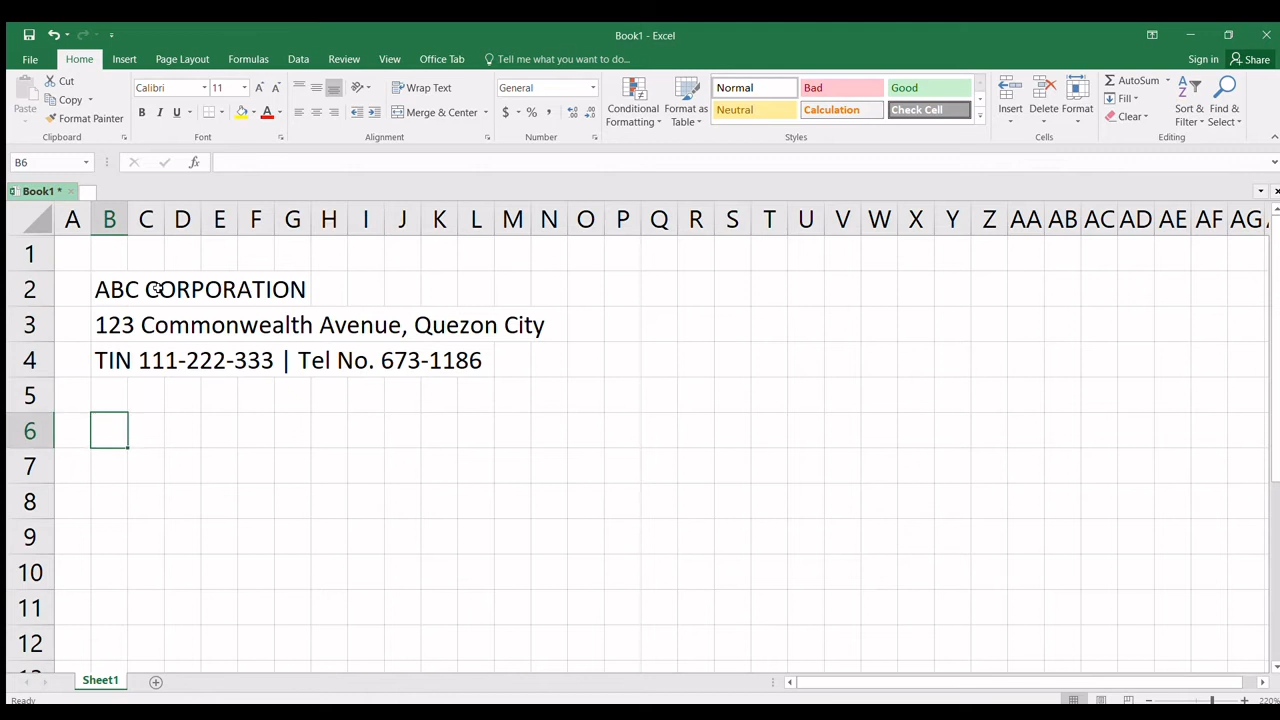 Book1 - Excel
File Home Insert Page Layout Formulas Data Review View Office Tab Tell me what you want to do... Sign in Share
Cut Calibri 11 Wrap Text General Normal Bad Good AutoSum
Paste Copy Conditional Format as Insert Delete Format Fill Sort & Find &
Format Merge & Center $ % , Formatting Table Neutral Calculation Check Cell Clear Filter Select
Clipboard Font Alignment Number Styles Cells Editing
B6 fx
Book1 *
A B C D E F G H I J K L M N O P Q R S T U V W X Y Z AA AB AC AD AE AF AG
1
2 ABC CORPORATION
3 123 Commonwealth Avenue, Quezon City
4 TIN 111-222-333 | Tel No. 673-1186
5
6
7
8
9
10
11
12
Sheet1
Ready 220%